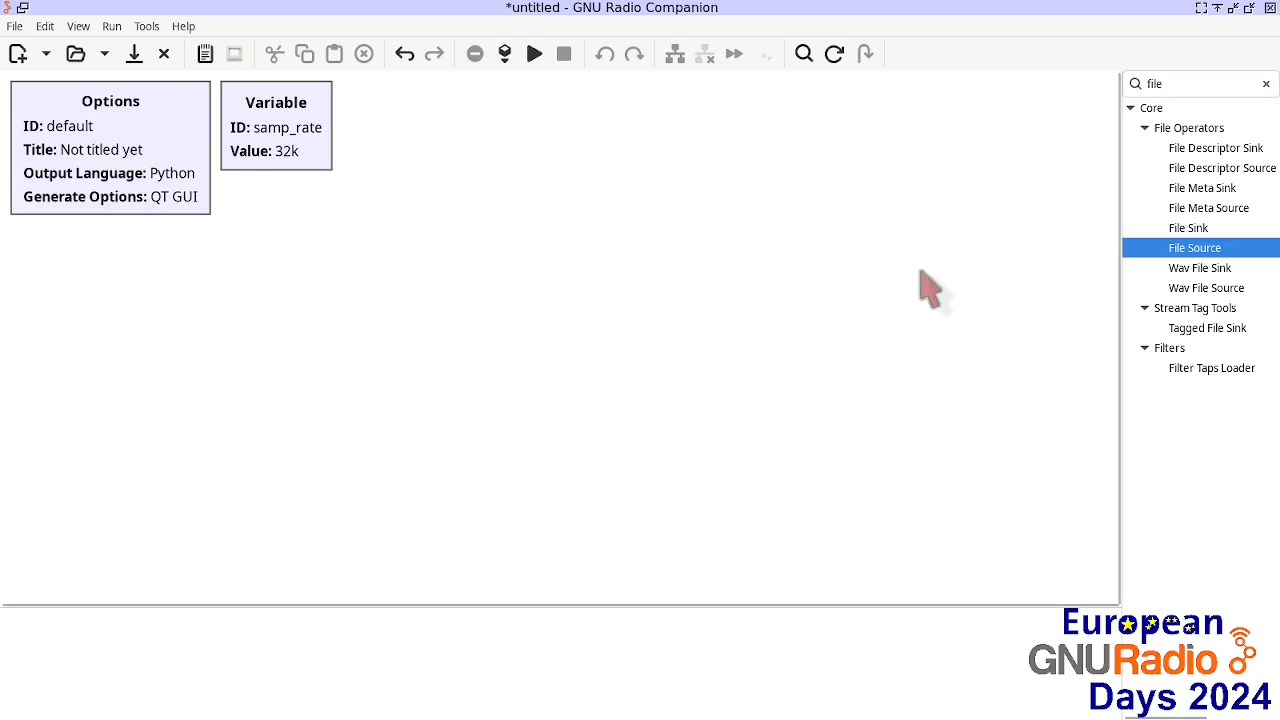 *untitled - GNU Radio Companion
File Edit View Run Tools Help
Options
ID: default
Title: Not titled yet
Output Language: Python
Generate Options: QT GUI
Variable
ID: samp_rate
Value: 32k
file
Core
File Operators
File Descriptor Sink
File Descriptor Source
File Meta Sink
File Meta Source
File Sink
File Source
Wav File Sink
Wav File Source
Stream Tag Tools
Tagged File Sink
Filters
Filter Taps Loader
European
GNURadio
Days 2024